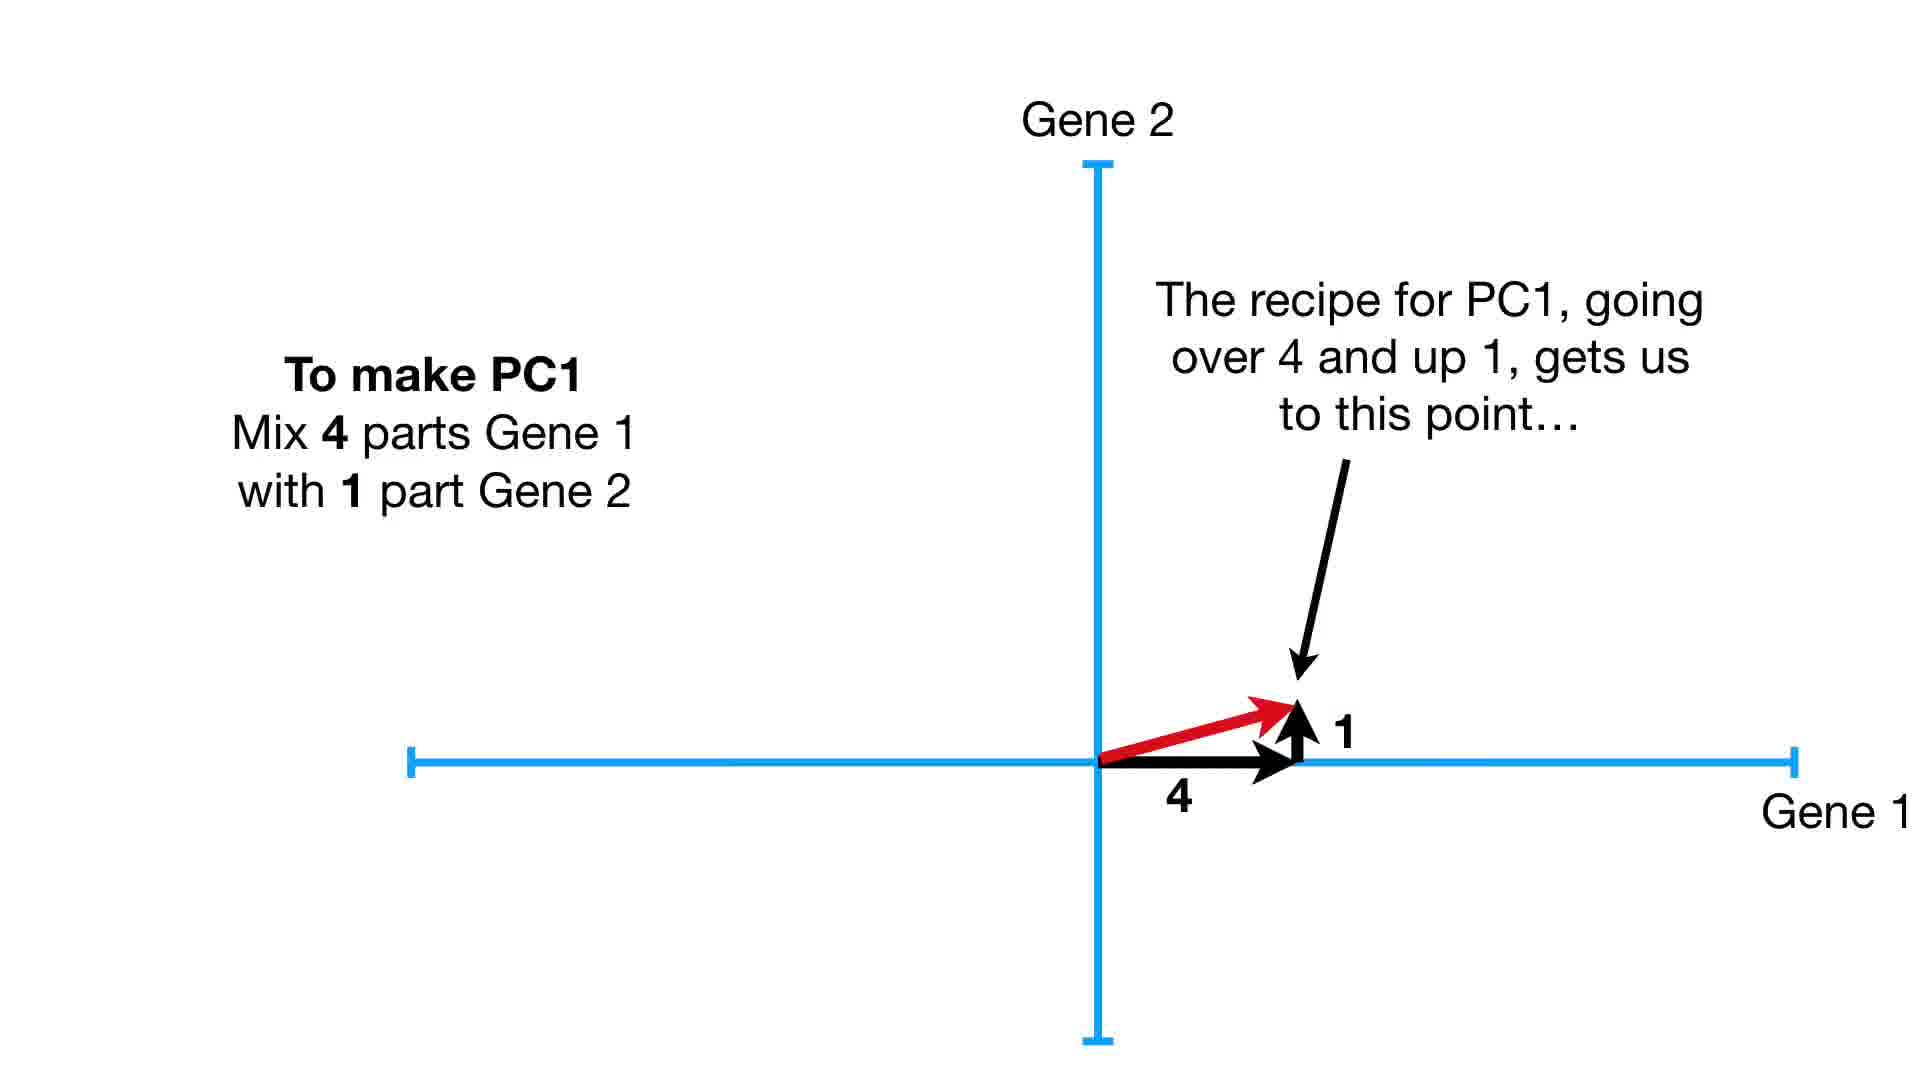 Gene 2
The recipe for PC1, going
over 4 and up 1, gets us
to this point…
To make PC1
Mix 4 parts Gene 1
with 1 part Gene 2
1
4
Gene 1